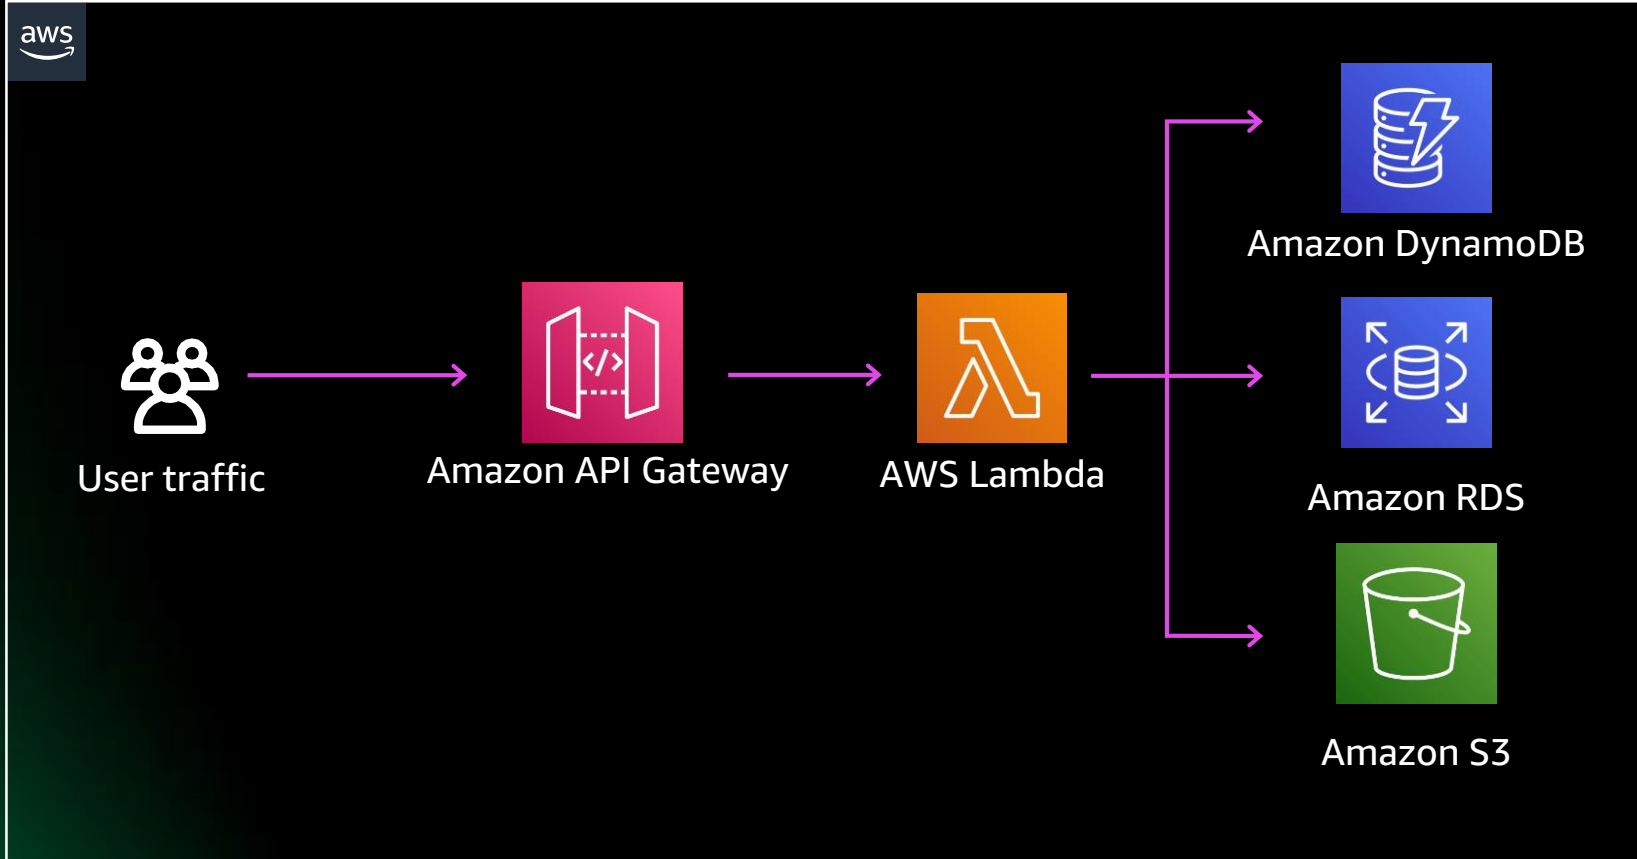 aws
User traffic
Amazon API Gateway
</>
AWS Lambda
Amazon DynamoDB
Amazon RDS
Amazon S3